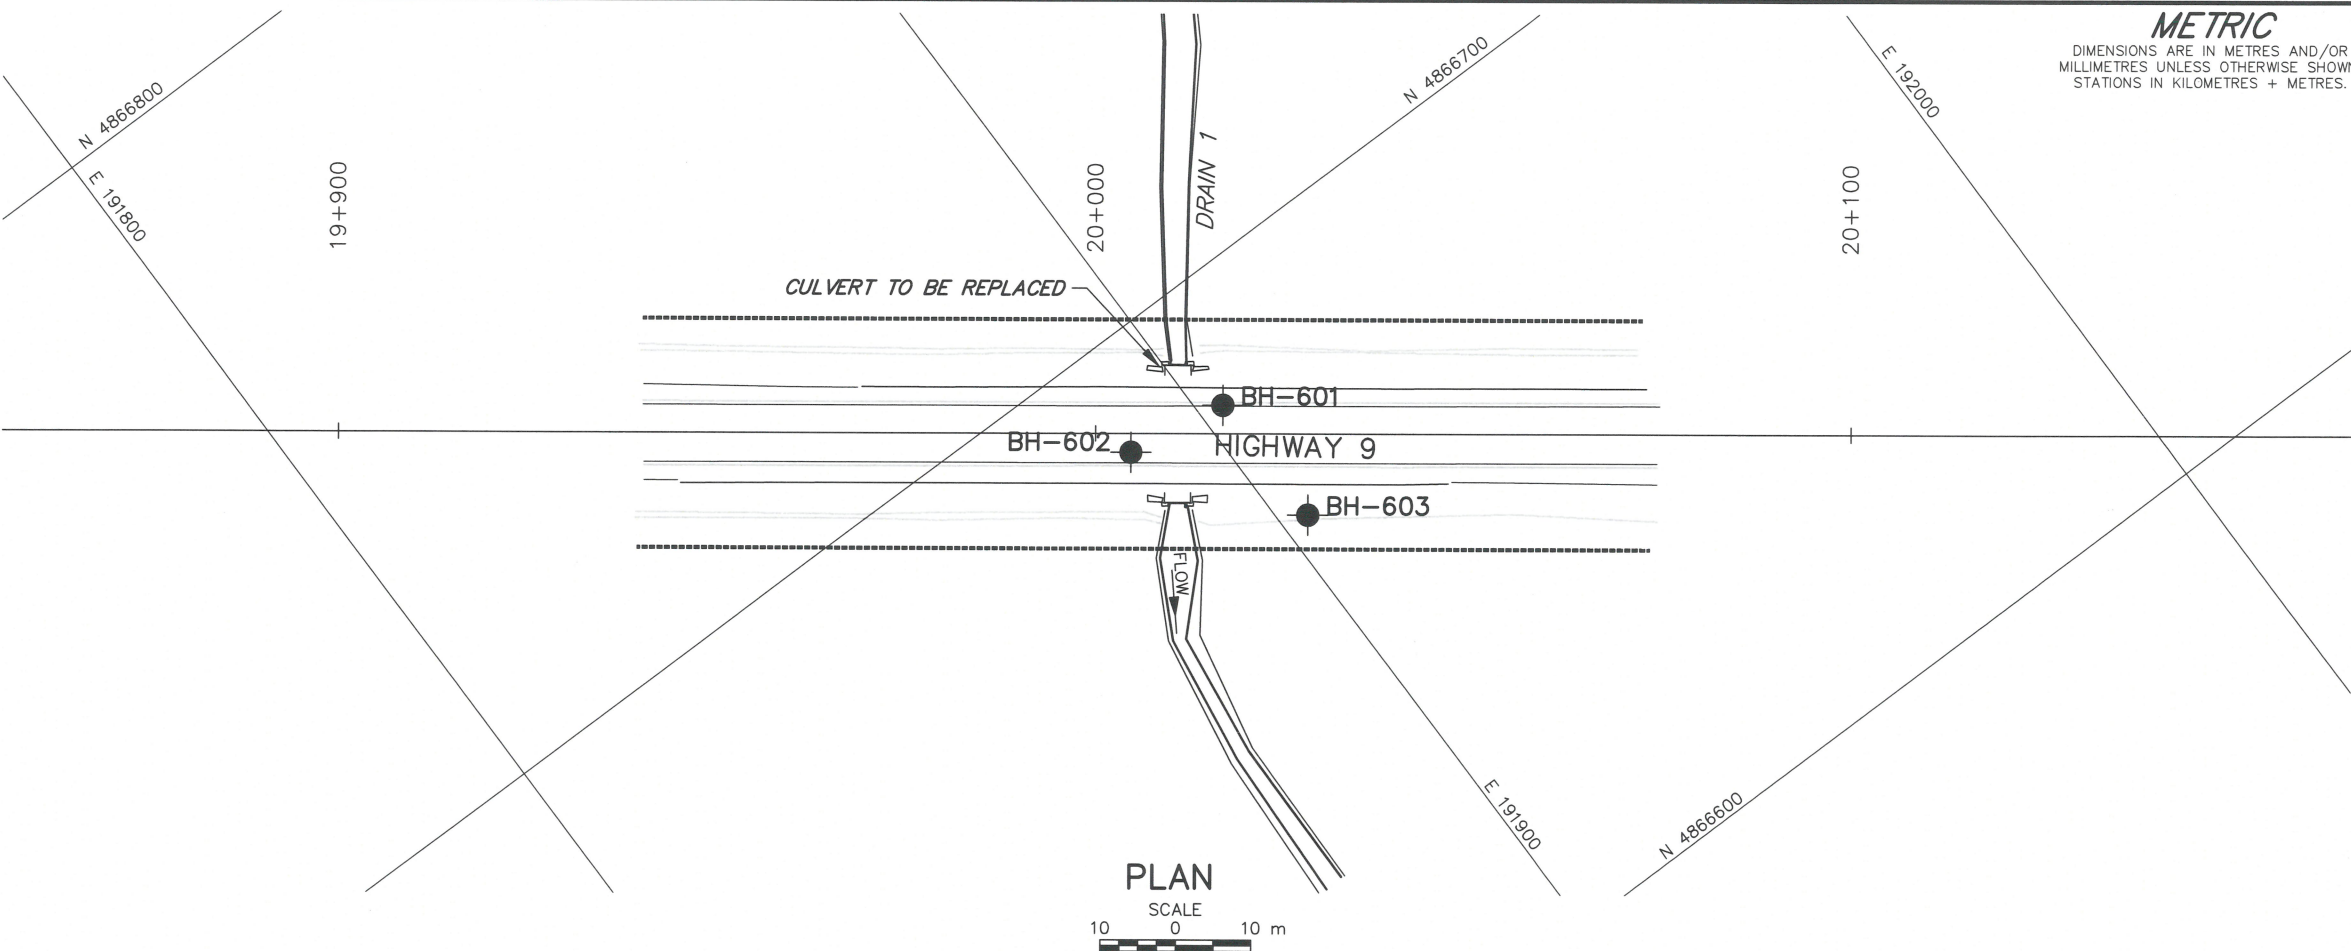 METRIC
DIMENSIONS ARE IN METRES AND/OR
MILLIMETRES UNLESS OTHERWISE SHOWN
STATIONS IN KILOMETRES + METRES.
N 4866800
E 191800
19+900
20+000
DRAIN 1
N 4866700
E 192000
20+100
CULVERT TO BE REPLACED
BH-601
BH-602
HIGHWAY 9
BH-603
FLOW
E 191900
N 4866600
PLAN
SCALE
10 0 10 m